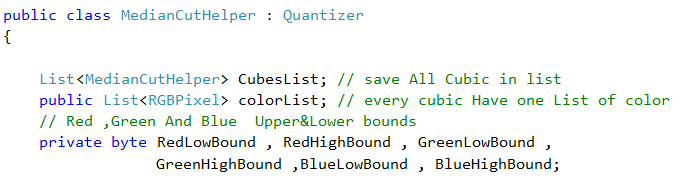 public class MedianCutHelper : Quantizer
{
List<MedianCutHelper> CubesList; // save All Cubic in list
public List<RGBPixel> colorList; // every cubic Have one List of color
// Red ,Green And Blue  Upper&Lower bounds
private byte RedLowBound , RedHighBound , GreenLowBound ,
GreenHighBound ,BlueLowBound , BlueHighBound;